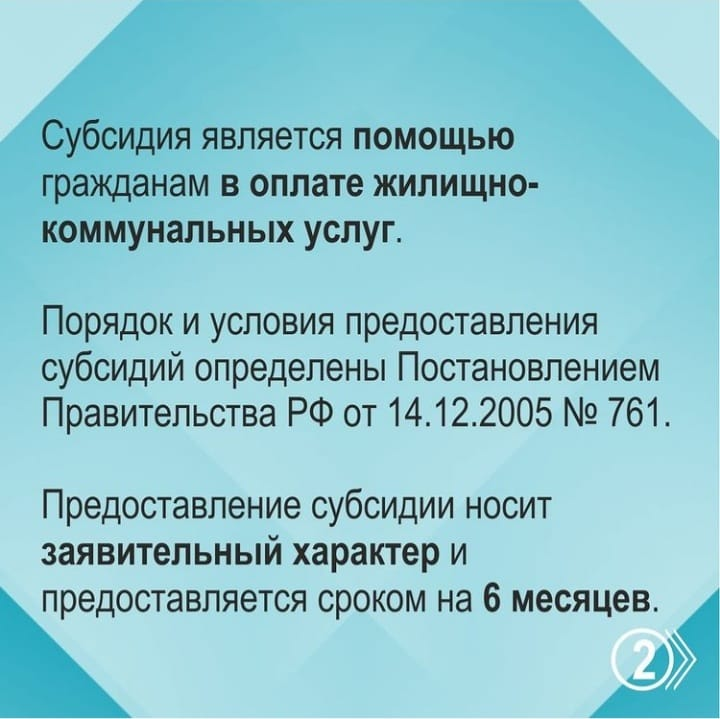 Субсидия является помощью
гражданам в оплате жилищно-
коммунальных услуг.
Порядок и условия предоставления
субсидий определены Постановлением
Правительства РФ от 14.12.2005 № 761.
Предоставление субсидии носит
заявительный характер и
предоставляется сроком на 6 месяцев.
2